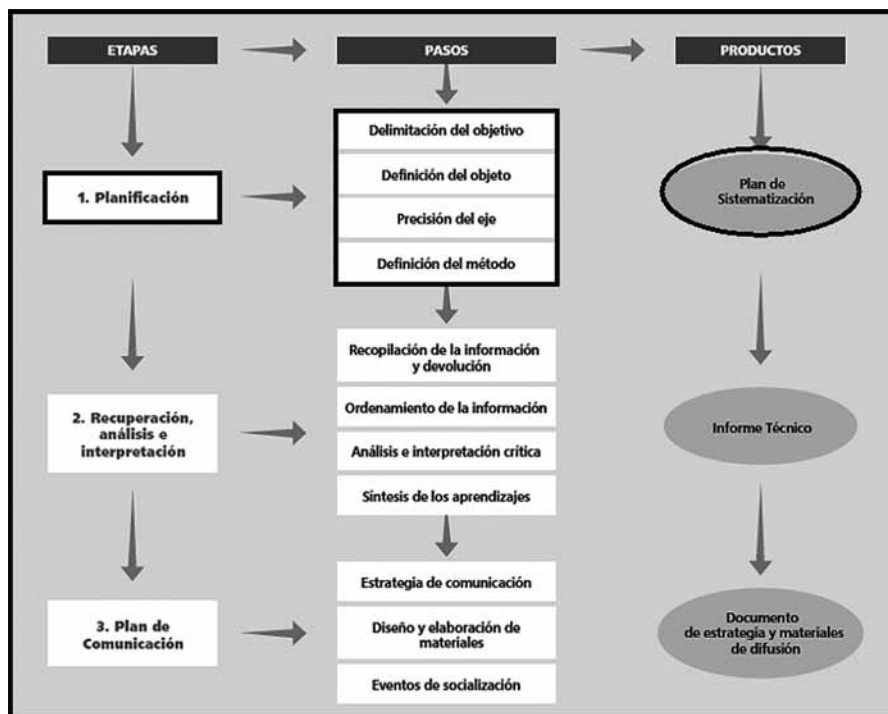 ETAPAS
PASOS
PRODUCTOS
1. Planificación
Delimitación del objetivo
Definición del objeto
Precisión del eje
Definición del método
Plan de
Sistematización
2. Recuperación,
análisis e
interpretación
Recopilación de la información
y devolución
Ordenamiento de la información
Análisis e interpretación crítica
Síntesis de los aprendizajes
Informe Técnico
3. Plan de
Comunicación
Estrategia de comunicación
Diseño y elaboración de
materiales
Eventos de socialización
Documento
de estrategia y materiales
de difusión